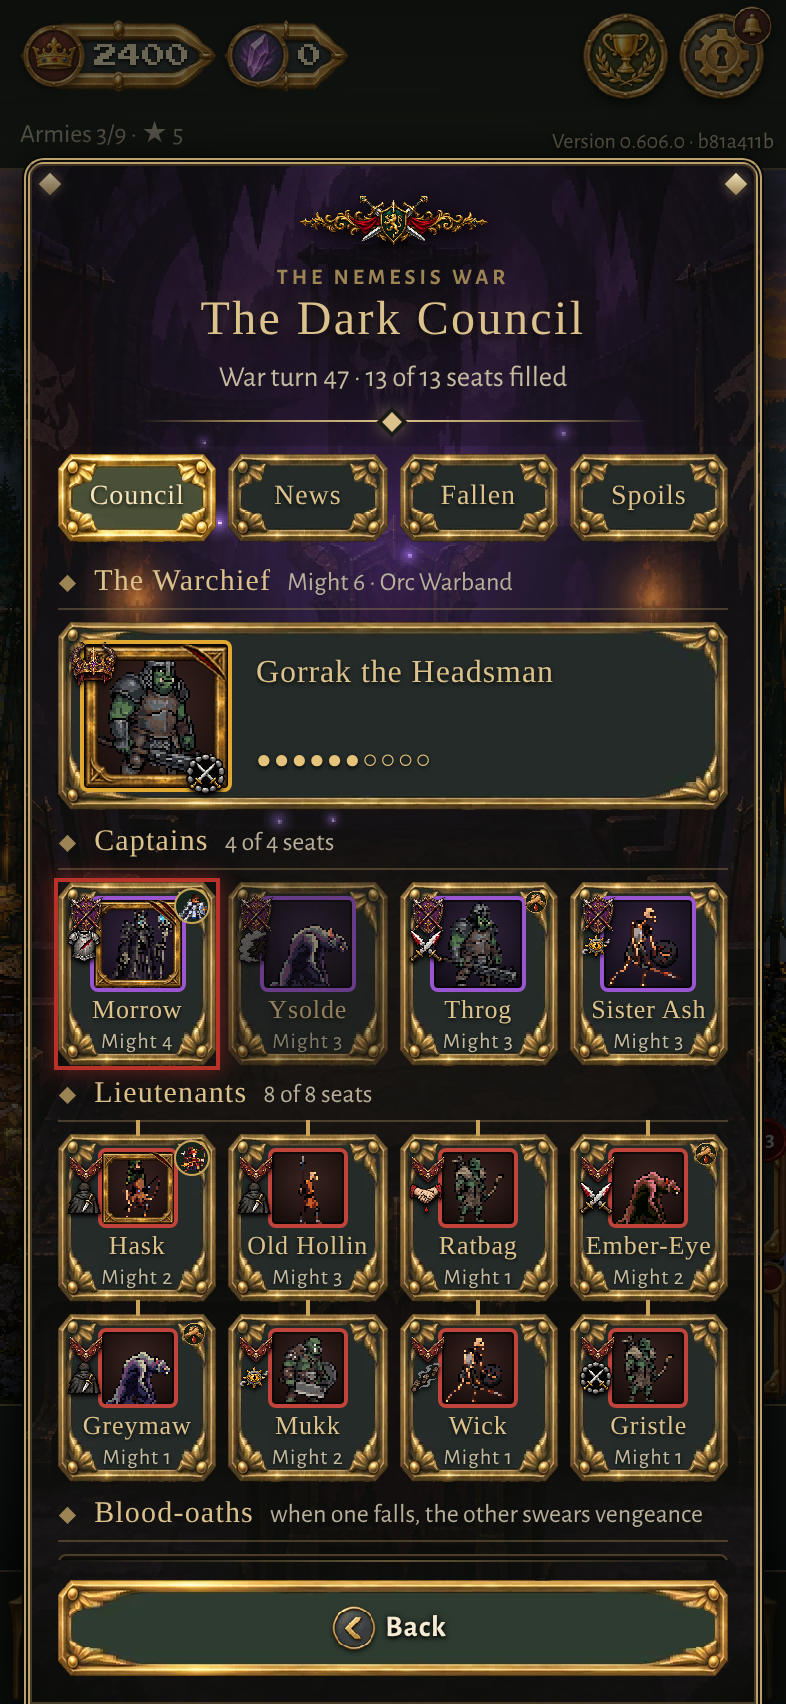 2400
0
Armies 3/9 · ★ 5
Version 0.606.0 · b81a411b
THE NEMESIS WAR
The Dark Council
War turn 47 · 13 of 13 seats filled
Council
News
Fallen
Spoils
The Warchief Might 6 · Orc Warband
Gorrak the Headsman
Captains 4 of 4 seats
Morrow
Might 4
Ysolde
Might 3
Throg
Might 3
Sister Ash
Might 3
Lieutenants 8 of 8 seats
3
Hask
Might 2
Old Hollin
Might 3
Ratbag
Might 1
Ember-Eye
Might 2
Greymaw
Might 1
Mukk
Might 2
Wick
Might 1
Gristle
Might 1
Blood-oaths when one falls, the other swears vengeance
Back